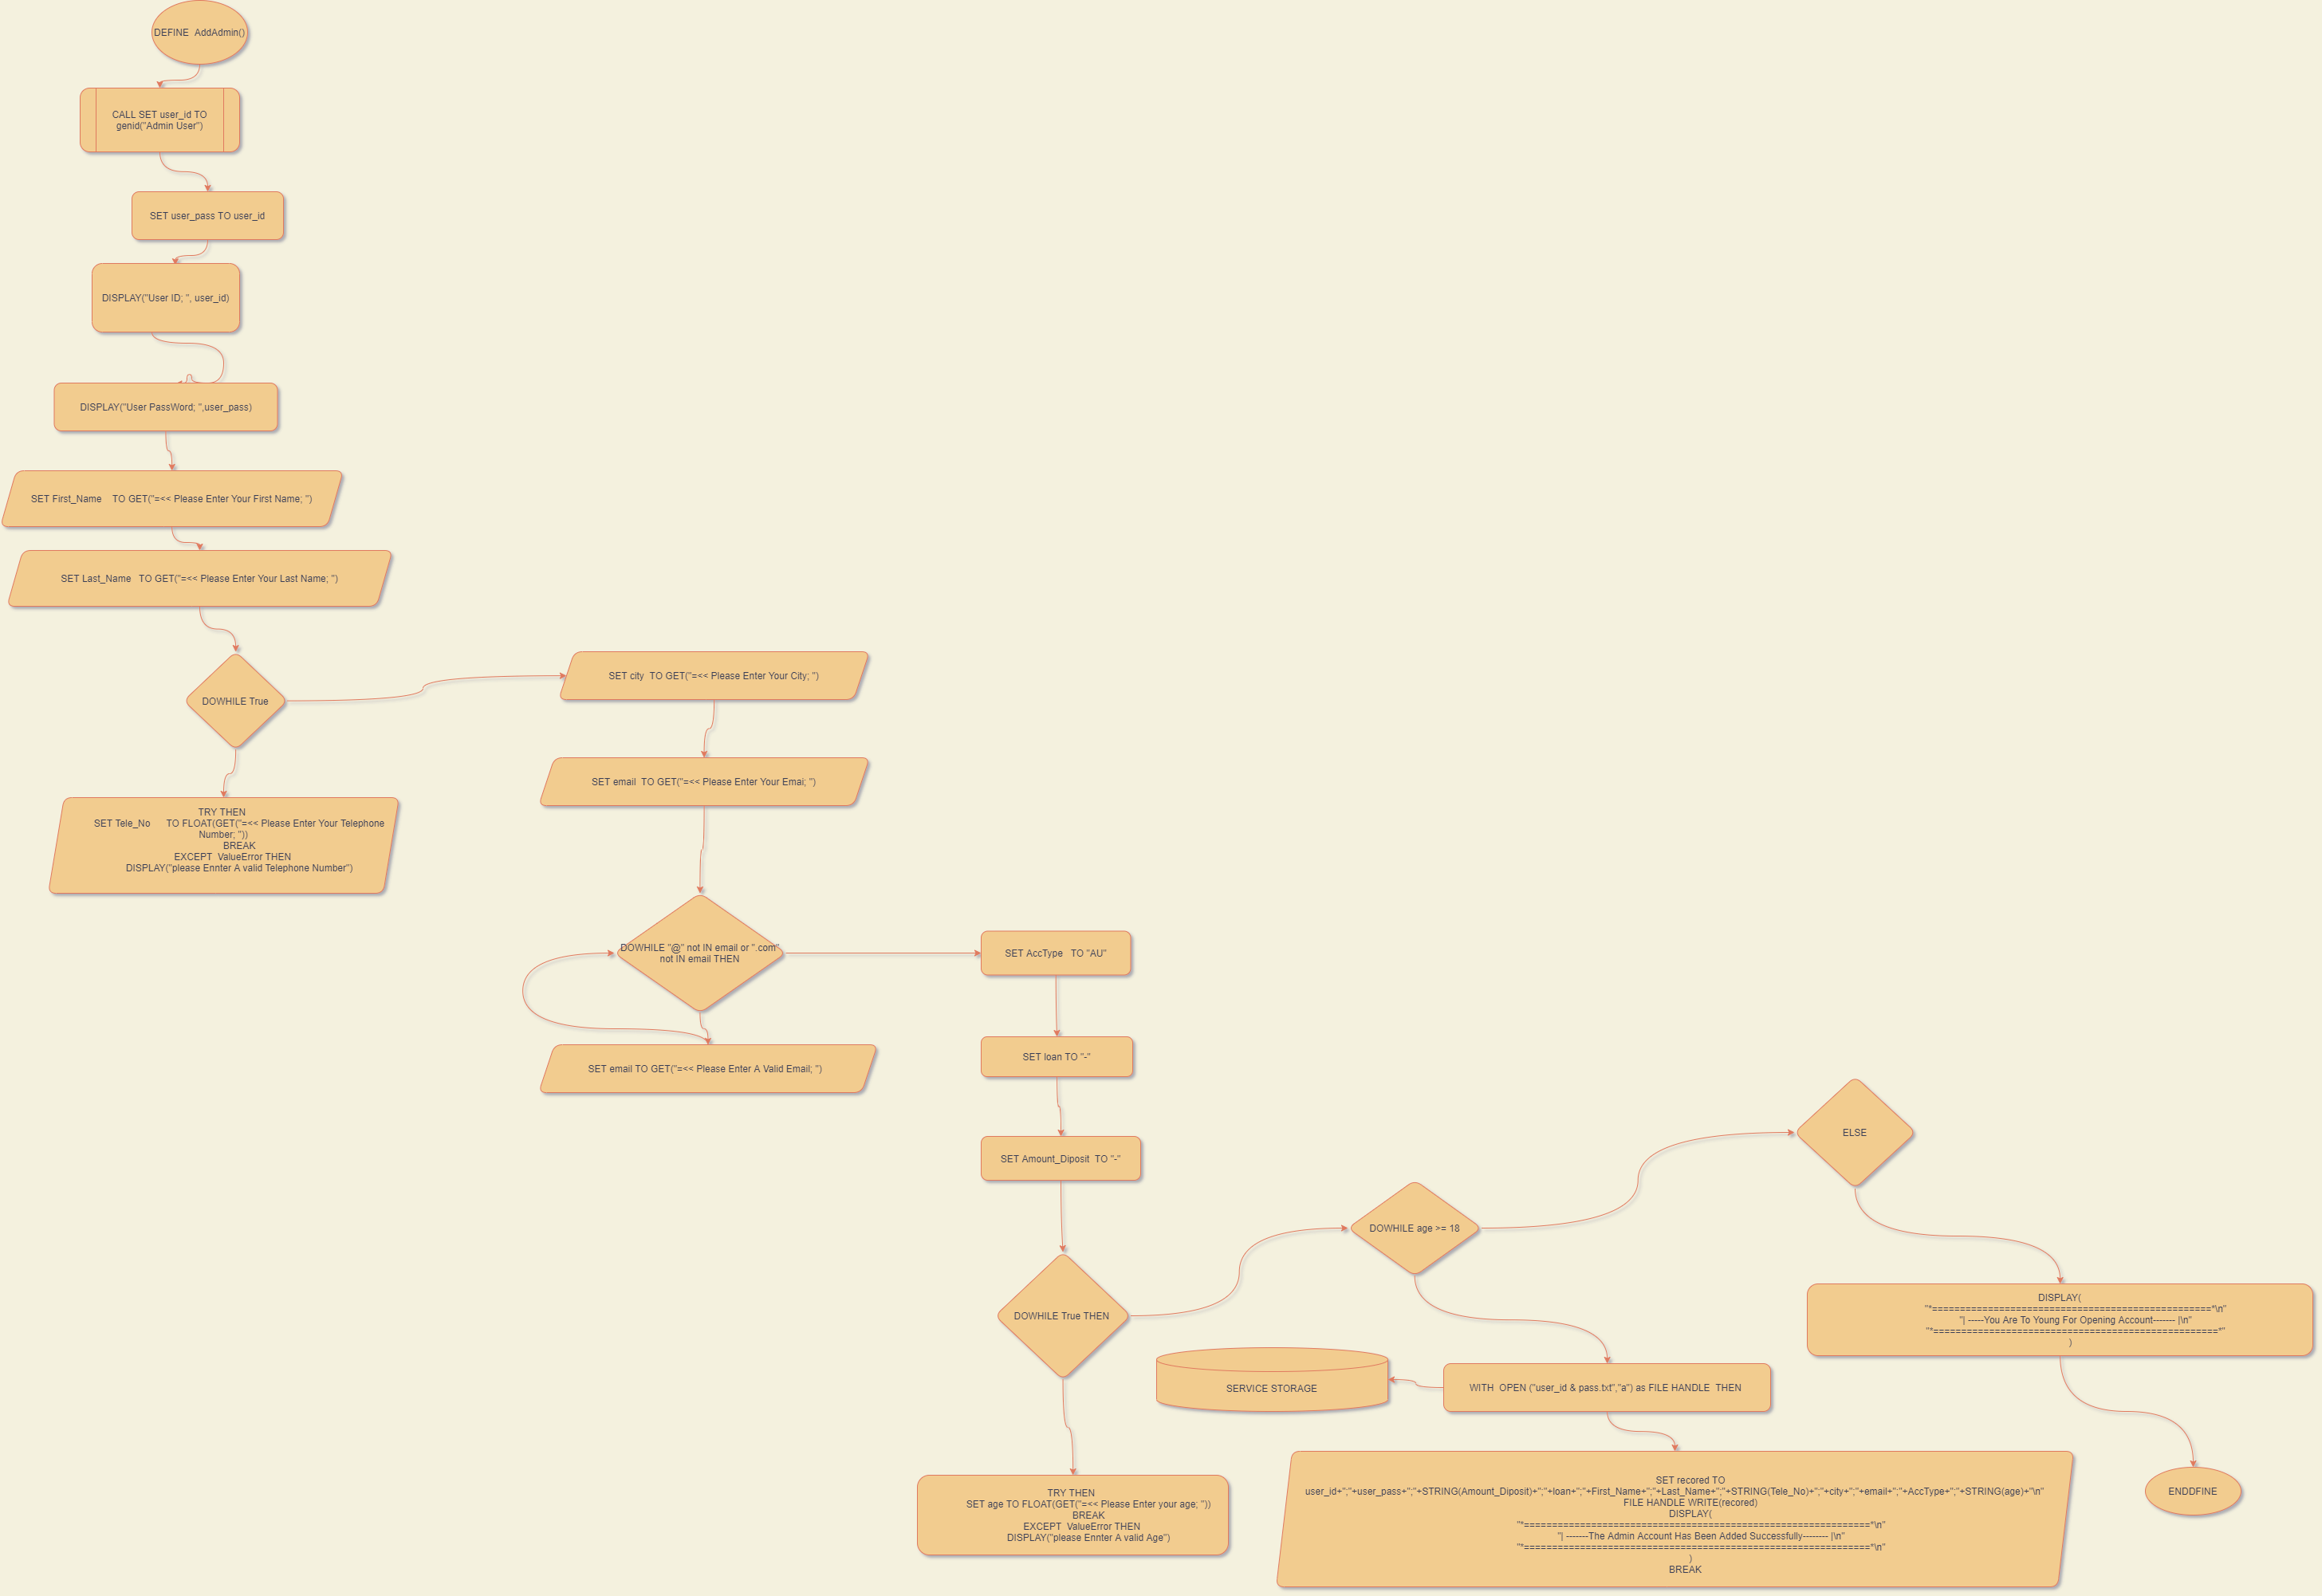 DEFINE  AddAdmin()
CALL SET user_id TO
genid("Admin User")
SET user_pass TO user_id
DISPLAY("User ID; ", user_id)
DISPLAY("User PassWord; ",user_pass)
SET First_Name    TO GET("=<< Please Enter Your First Name; ")
SET Last_Name   TO GET("=<< Please Enter Your Last Name; ")
DOWHILE True
TRY THEN
SET Tele_No      TO FLOAT(GET("=<< Please Enter Your Telephone
Number; "))
BREAK
EXCEPT  ValueError THEN
DISPLAY("please Ennter A valid Telephone Number")
SET city  TO GET("=<< Please Enter Your City; ")
SET email  TO GET("=<< Please Enter Your Emai; ")
DOWHILE "@" not IN email or ".com"
not IN email THEN
SET email TO GET("=<< Please Enter A Valid Email; ")
SET AccType   TO "AU"
SET loan TO "-"
SET Amount_Diposit  TO "-"
DOWHILE True THEN
TRY THEN
SET age TO FLOAT(GET("=<< Please Enter your age; "))
BREAK
EXCEPT  ValueError THEN
DISPLAY("please Ennter A valid Age")
DOWHILE age >= 18
WITH  OPEN ("user_id & pass.txt","a") as FILE HANDLE  THEN
SERVICE STORAGE
SET recored TO
user_id+";"+user_pass+";"+STRING(Amount_Diposit)+";"+loan+";"+First_Name+";"+Last_Name+";"+STRING(Tele_No)+";"+city+";"+email+";"+AccType+";"+STRING(age)+"\n"
FILE HANDLE WRITE(recored)
DISPLAY(
"*==============================================================*\n"
"| -------The Admin Account Has Been Added Successfully-------- |\n"
"*==============================================================*\n"
)
BREAK
ELSE
DISPLAY(
"*==================================================*\n"
"| -----You Are To Young For Opening Account------- |\n"
"*===================================================*"
)
ENDDFINE